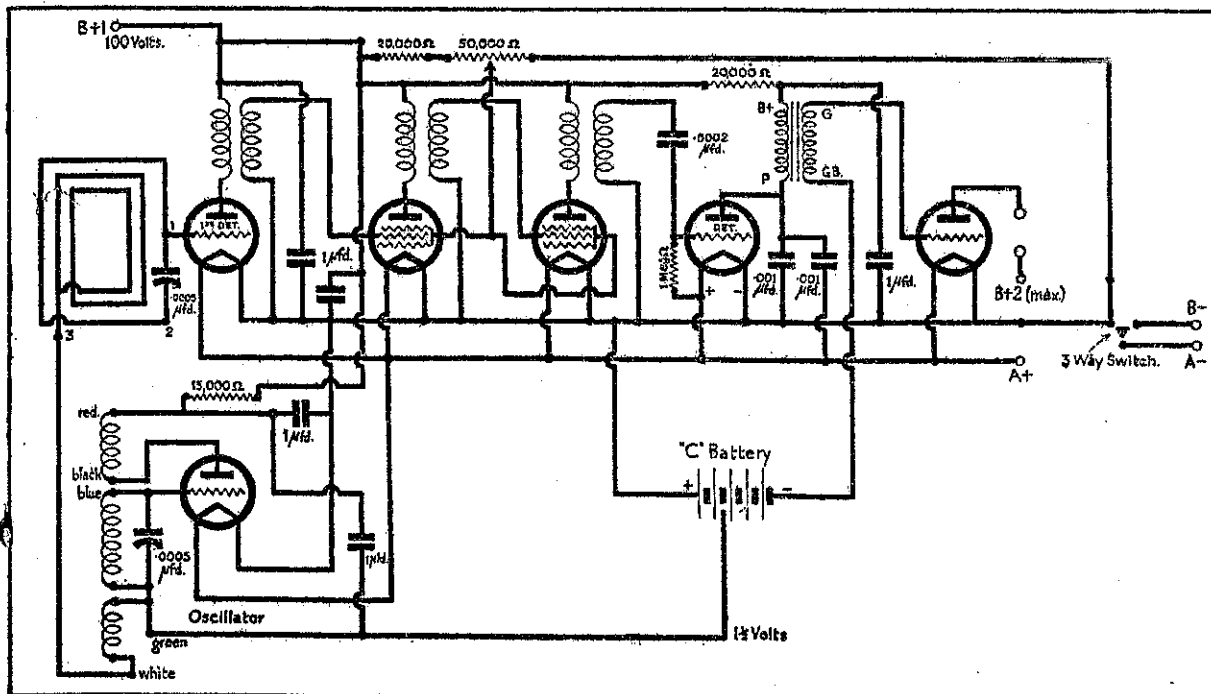 B+1
100 Volts.
20,000 Ω
50,000 Ω
20,000 Ω
B+
G
P
GB.
.0002
μfd.
1
1ST DET.
DET.
1 μfd.
.0005
μfd.
1 MEG Ω
+
-
.001
μfd.
.001
μfd.
1 μfd.
B+2 (max.)
3
2
B-
3 Way Switch.
A-
A+
15,000 Ω
red.
1 μfd.
black
blue
"C" Battery
+
-
.0005
μfd.
1 μfd.
Oscillator
green
1½ Volts
white